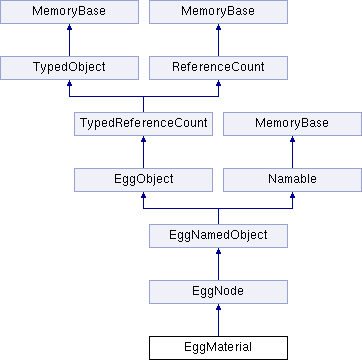 MemoryBase
MemoryBase
TypedObject
ReferenceCount
TypedReferenceCount
MemoryBase
EggObject
Namable
EggNamedObject
EggNode
EggMaterial